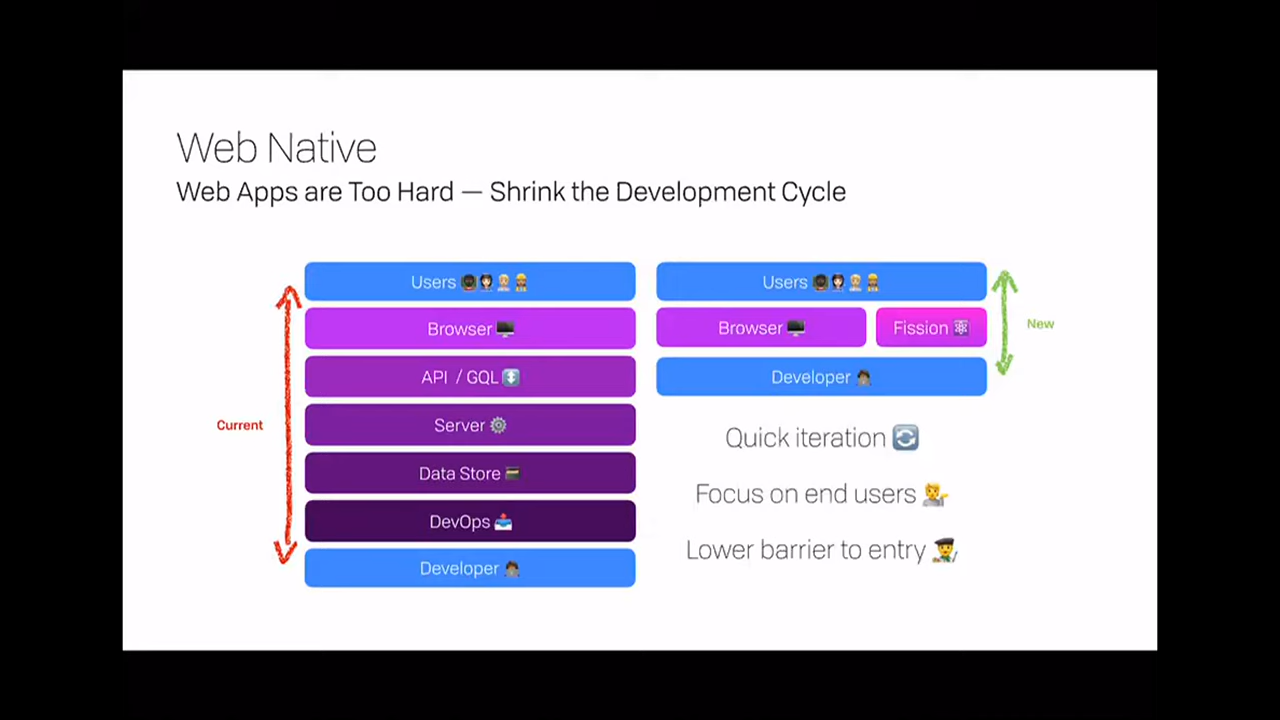 Web Native
Web Apps are Too Hard — Shrink the Development Cycle
Current
Users
Browser
API / GQL
Server
Data Store
DevOps
Developer
Users
Browser
Fission
Developer
New
Quick iteration
Focus on end users
Lower barrier to entry